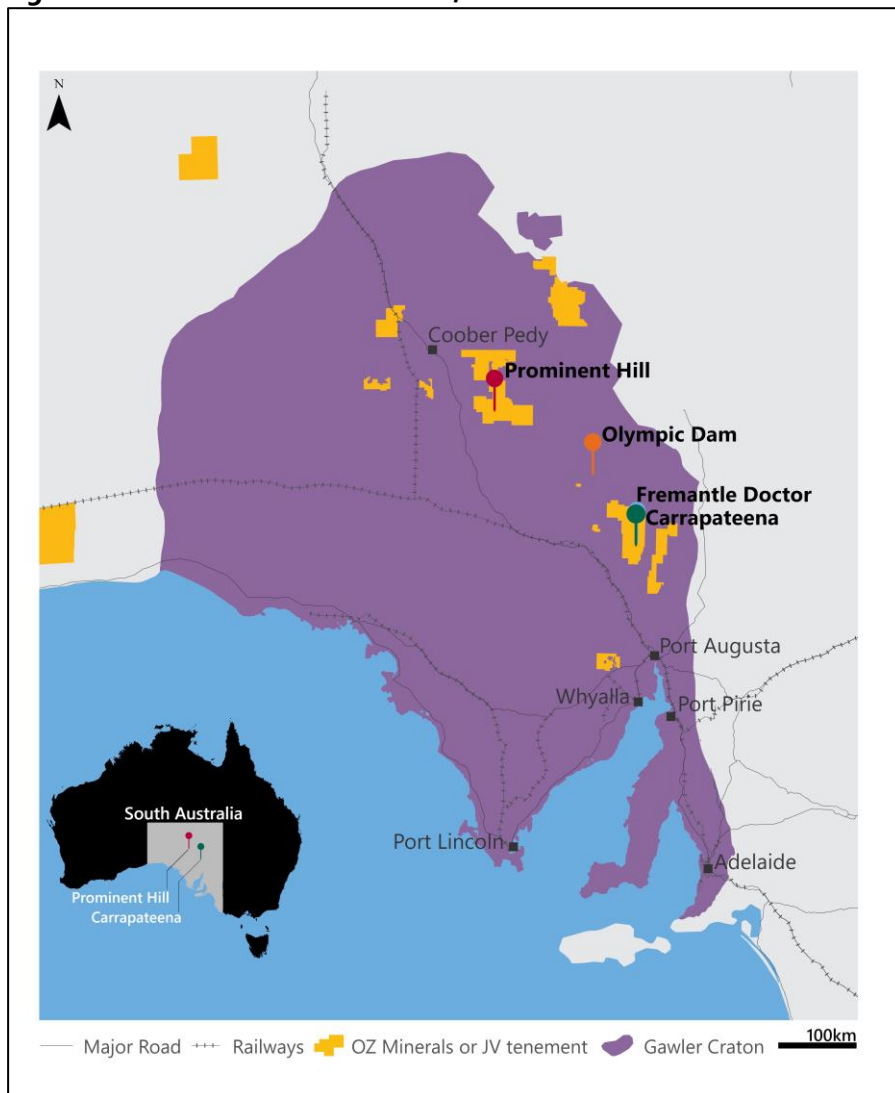 N
Coober Pedy
Prominent Hill
Olympic Dam
Fremantle Doctor
Carrapateena
Port Augusta
Whyalla
Port Pirie
South Australia
Port Lincoln
Adelaide
Prominent Hill
Carrapateena
100km
Major Road
Railways
OZ Minerals or JV tenement
Gawler Craton